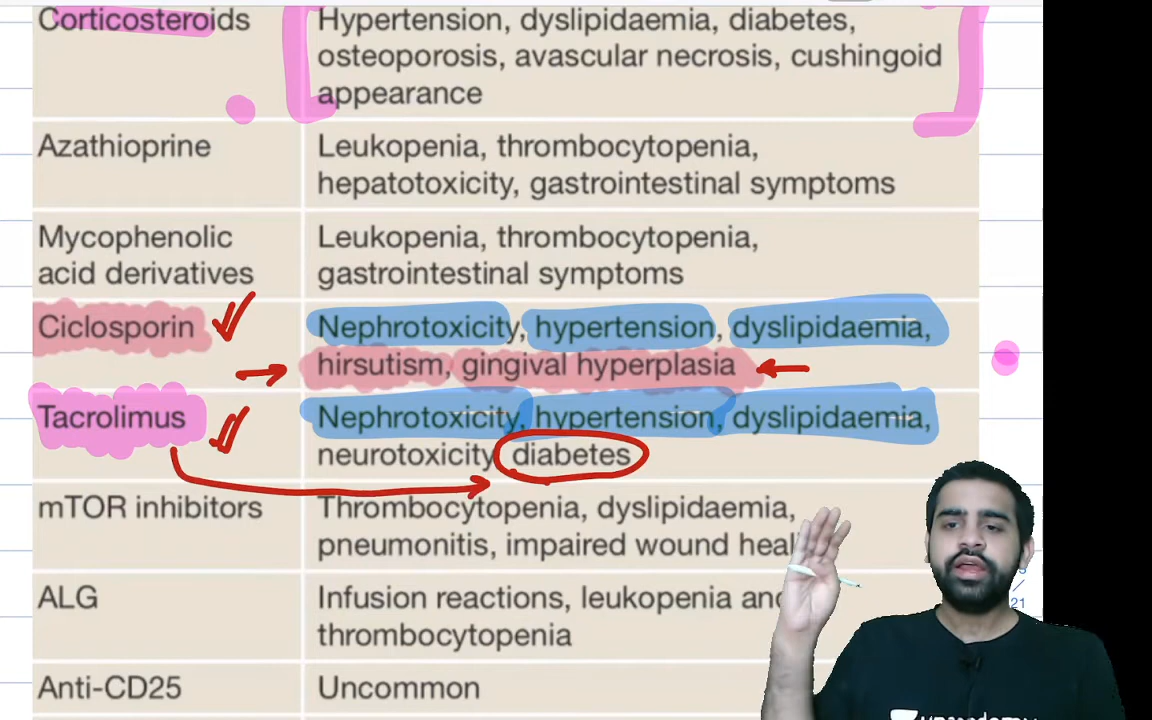 Corticosteroids
Hypertension, dyslipidaemia, diabetes,
osteoporosis, avascular necrosis, cushingoid
appearance
Azathioprine
Leukopenia, thrombocytopenia,
hepatotoxicity, gastrointestinal symptoms
Mycophenolic
acid derivatives
Leukopenia, thrombocytopenia,
gastrointestinal symptoms
Ciclosporin
Nephrotoxicity, hypertension, dyslipidaemia,
hirsutism, gingival hyperplasia
Tacrolimus
Nephrotoxicity, hypertension, dyslipidaemia,
neurotoxicity diabetes
mTOR inhibitors
Thrombocytopenia, dyslipidaemia,
pneumonitis, impaired wound
ALG
Infusion reactions, leukopenia
thrombocytopenia
21
Anti-CD25
Uncommon